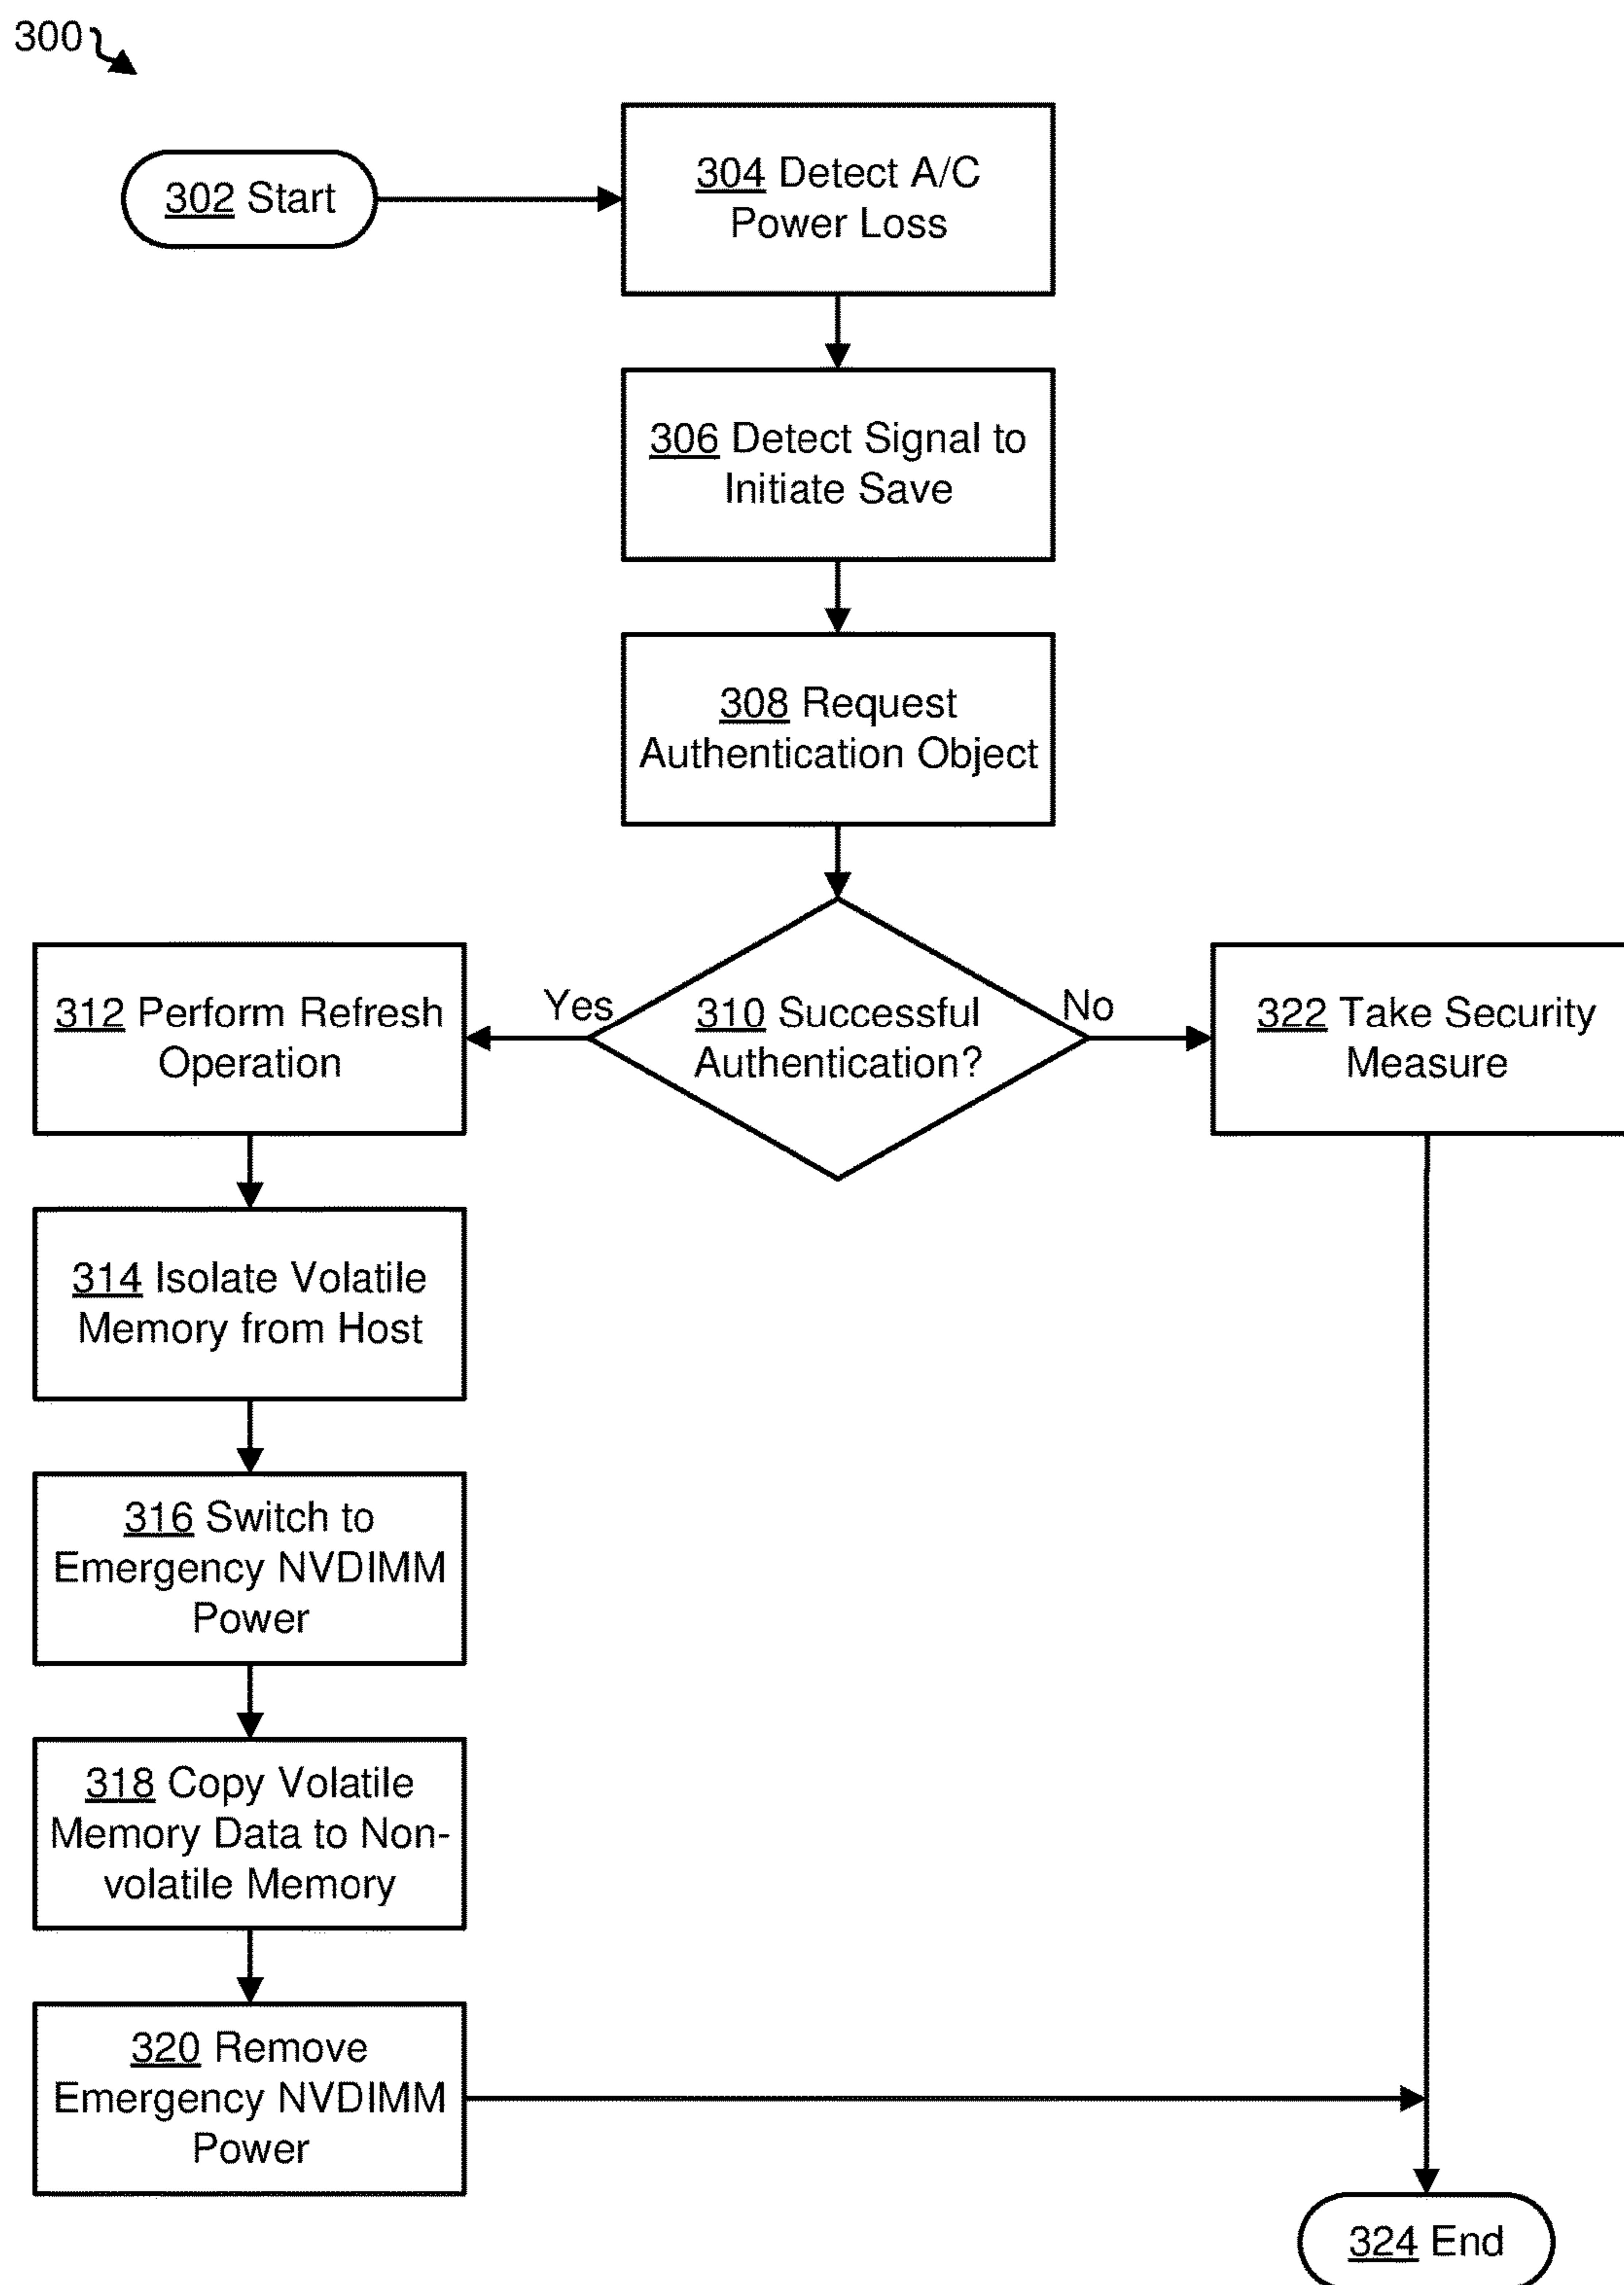 300
302 Start
304 Detect A/C
Power Loss
306 Detect Signal to
Initiate Save
308 Request
Authentication Object
310 Successful
Authentication?
Yes
No
312 Perform Refresh
Operation
322 Take Security
Measure
314 Isolate Volatile
Memory from Host
316 Switch to
Emergency NVDIMM
Power
318 Copy Volatile
Memory Data to Non-
volatile Memory
320 Remove
Emergency NVDIMM
Power
324 End